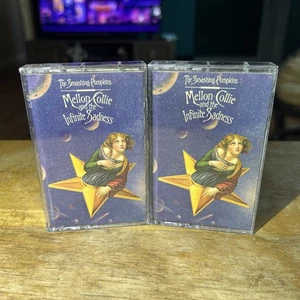 The Smashing Pumpkins
Mellon Collie
and the
Infinite Sadness
The Smashing Pumpkins
Mellon Collie
and the
Infinite Sadness